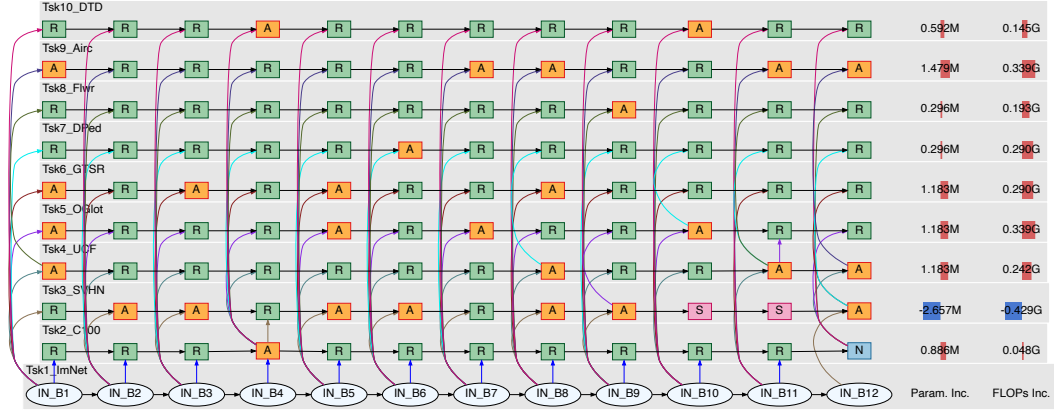 Tsk10_DTD
R R R A R R R R R A R R 0.592M 0.145G
Tsk9_Airc
A R R R R R A A R R A A 1.479M 0.339G
Tsk8_Flwr
R R R R R R R R A R R R 0.296M 0.193G
Tsk7_DPed
R R R R R A R R R R R R 0.296M 0.290G
Tsk6_GTSR
A R A R A R R A R R R R 1.183M 0.290G
Tsk5_OGlot
A R R R A R A R R A R R 1.183M 0.339G
Tsk4_UCF
A R R R R R R A R R A A 1.183M 0.242G
Tsk3_SVHN
R A A R A A R A A S S A -2.657M -0.429G
Tsk2_C100
R R R A R R R R R R R N 0.886M 0.048G
Tsk1_ImNet
IN_B1 IN_B2 IN_B3 IN_B4 IN_B5 IN_B6 IN_B7 IN_B8 IN_B9 IN_B10 IN_B11 IN_B12 Param. Inc. FLOPs Inc.